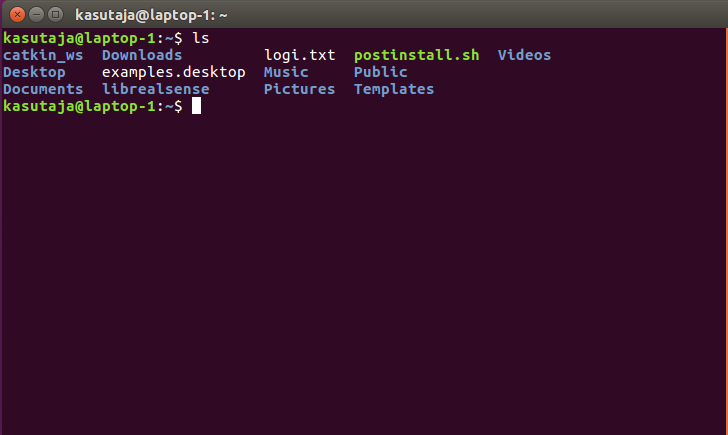 kasutaja@laptop-1: ~
kasutaja@laptop-1:~$ ls
catkin_ws  Downloads         logi.txt  postinstall.sh  Videos
Desktop    examples.desktop  Music     Public
Documents  librealsense      Pictures  Templates
kasutaja@laptop-1:~$